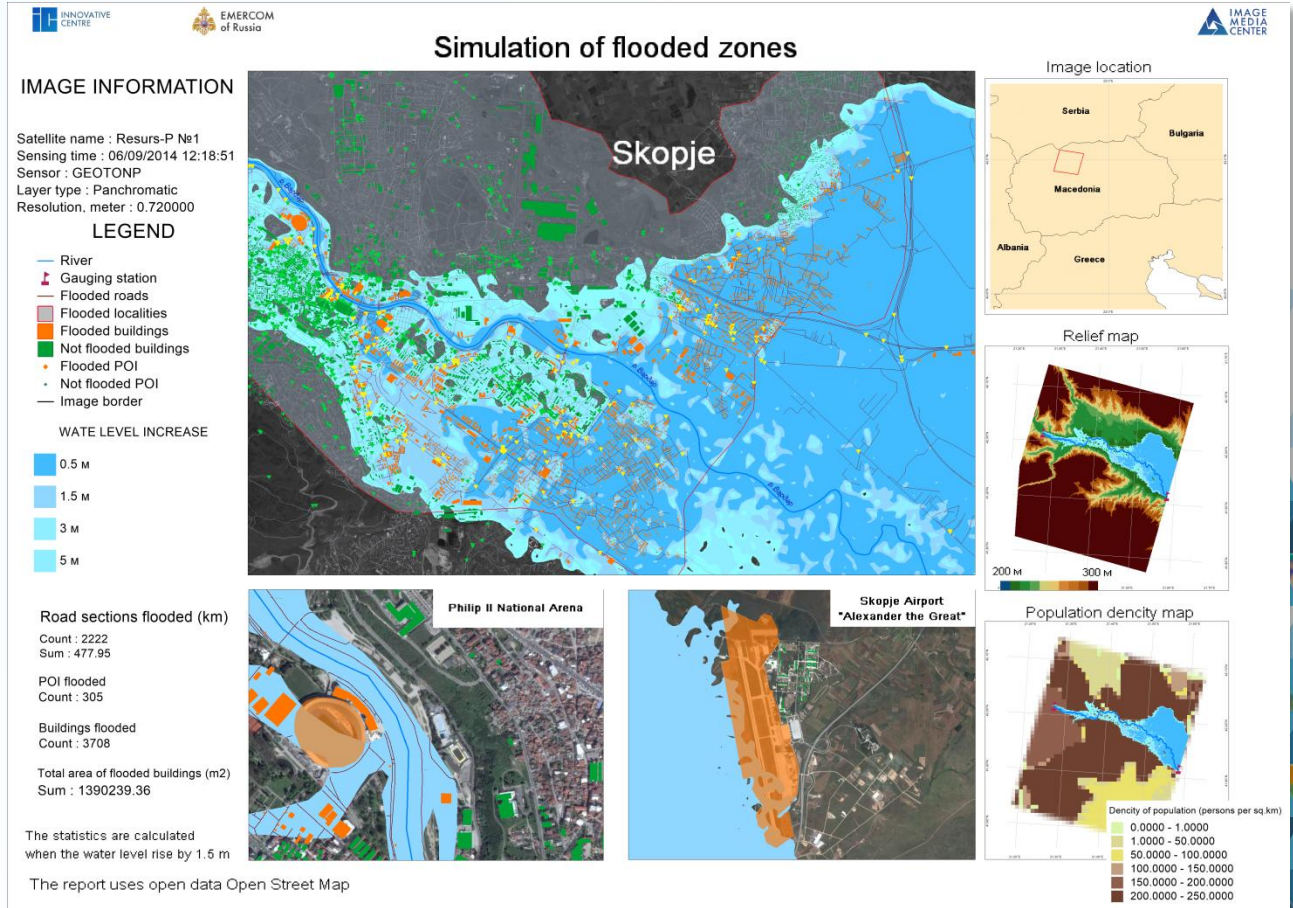 INNOVATIVE
CENTRE
EMERCOM
of Russia
IMAGE
MEDIA
CENTER
Simulation of flooded zones
IMAGE INFORMATION
Satellite name : Resurs-P №1
Sensing time : 06/09/2014 12:18:51
Sensor : GEOTONP
Layer type : Panchromatic
Resolution, meter : 0.720000
LEGEND
River
Gauging station
Flooded roads
Flooded localities
Flooded buildings
Not flooded buildings
Flooded POI
Not flooded POI
Image border
WATE LEVEL INCREASE
0.5 м
1.5 м
3 м
5 м
Road sections flooded (km)
Count : 2222
Sum : 477.95
POI flooded
Count : 305
Buildings flooded
Count : 3708
Total area of flooded buildings (m2)
Sum : 1390239.36
The statistics are calculated
when the water level rise by 1.5 m
The report uses open data Open Street Map
Skopje
р.Вардар
р.Вардар
р.Вардар
Philip II National Arena
Skopje Airport
"Alexander the Great"
Image location
Serbia
Bulgaria
Macedonia
Albania
Greece
Relief map
200 м
300 м
Population dencity map
Dencity of population (persons per sq.km)
0.0000 - 1.0000
1.0000 - 50.0000
50.0000 - 100.0000
100.0000 - 150.0000
150.0000 - 200.0000
200.0000 - 250.0000